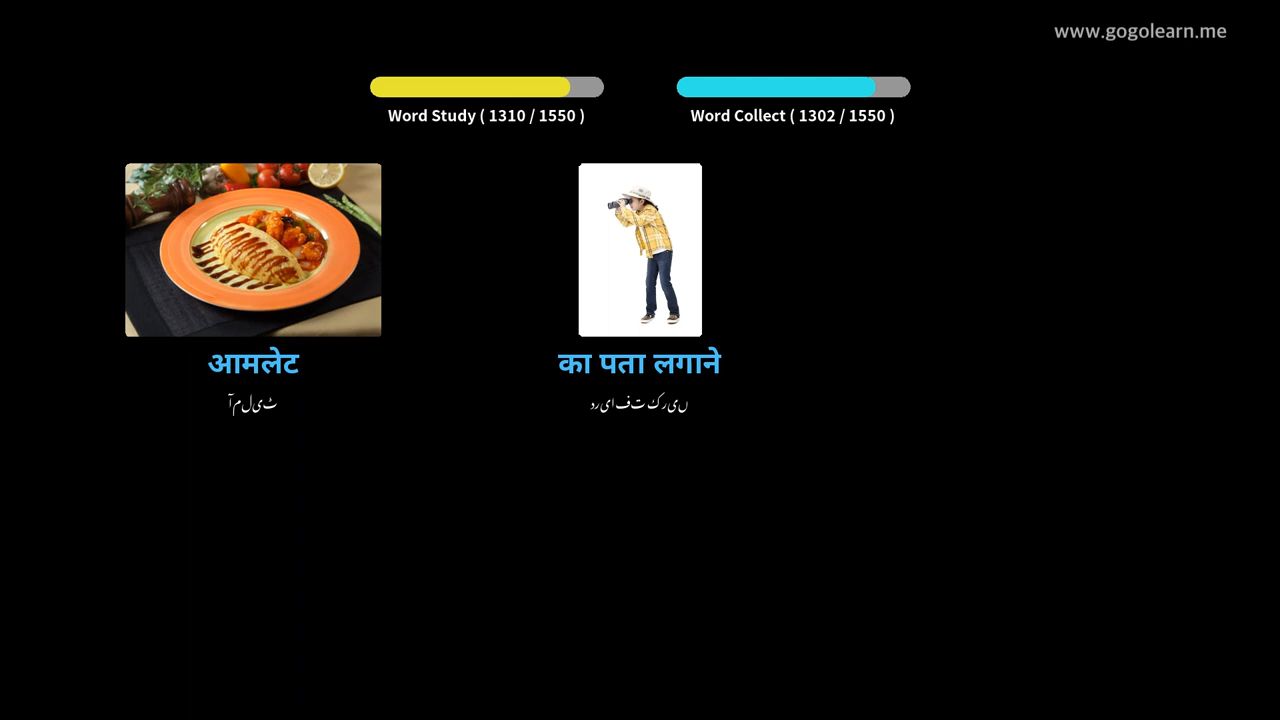 www.gogolearn.me
Word Study ( 1310 / 1550 )
Word Collect ( 1302 / 1550 )
आमलेट
का पता लगाने
آملیٹ
دریافت کریں